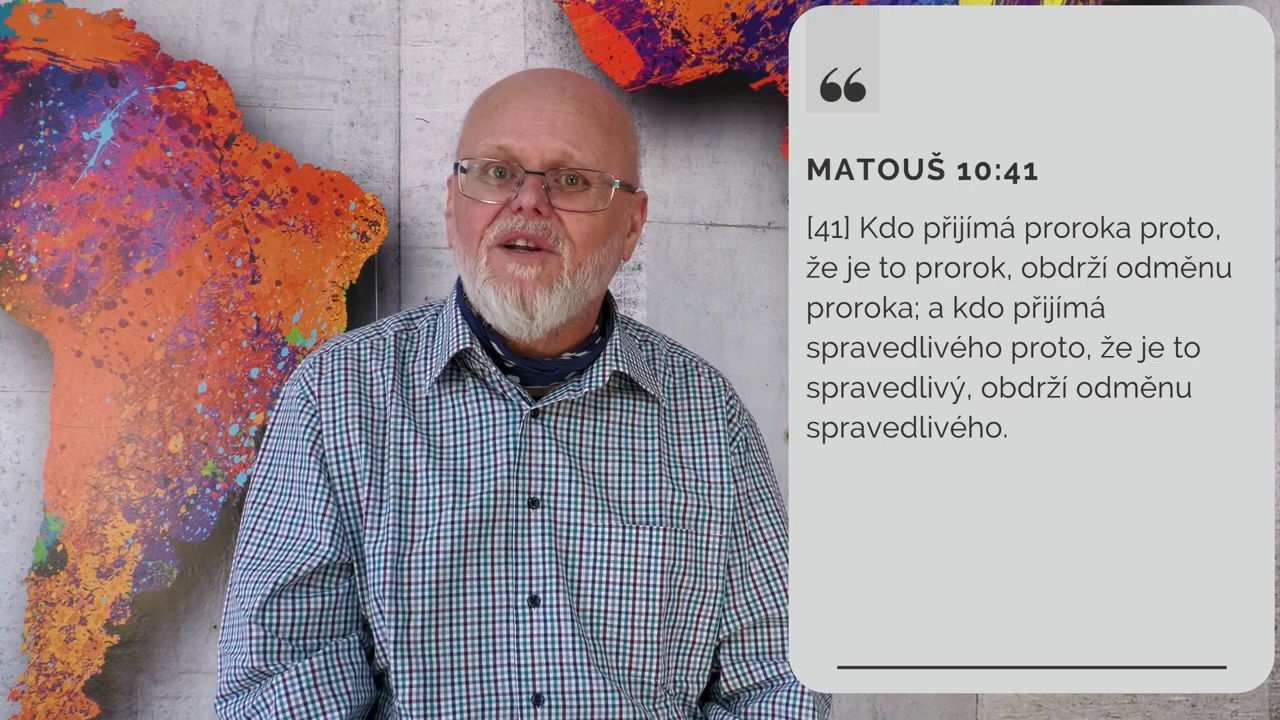 “
MATOUŠ 10:41
[41] Kdo přijímá proroka proto,
že je to prorok, obdrží odměnu
proroka; a kdo přijímá
spravedlivého proto, že je to
spravedlivý, obdrží odměnu
spravedlivého.